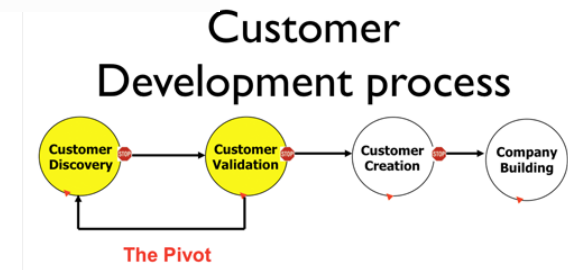 Customer
Development process
Customer
Discovery
STOP
Customer
Validation
STOP
Customer
Creation
STOP
Company
Building
The Pivot